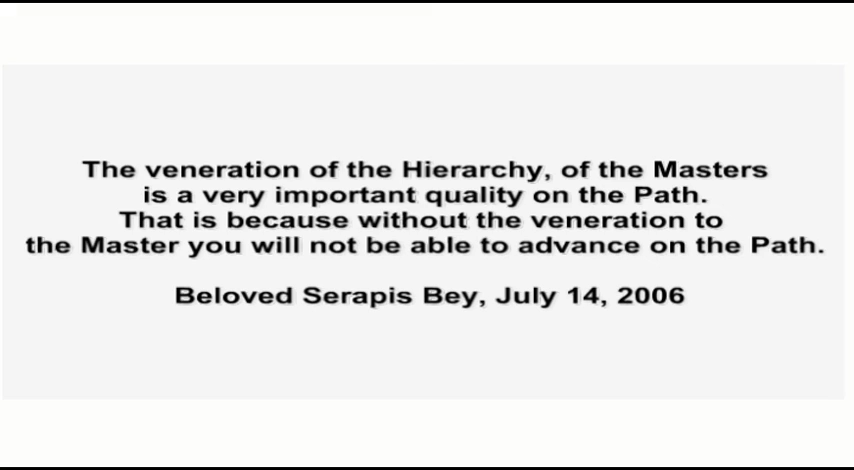 The veneration of the Hierarchy, of the Masters
is a very important quality on the Path.
That is because without the veneration to
the Master you will not be able to advance on the Path.
Beloved Serapis Bey, July 14, 2006